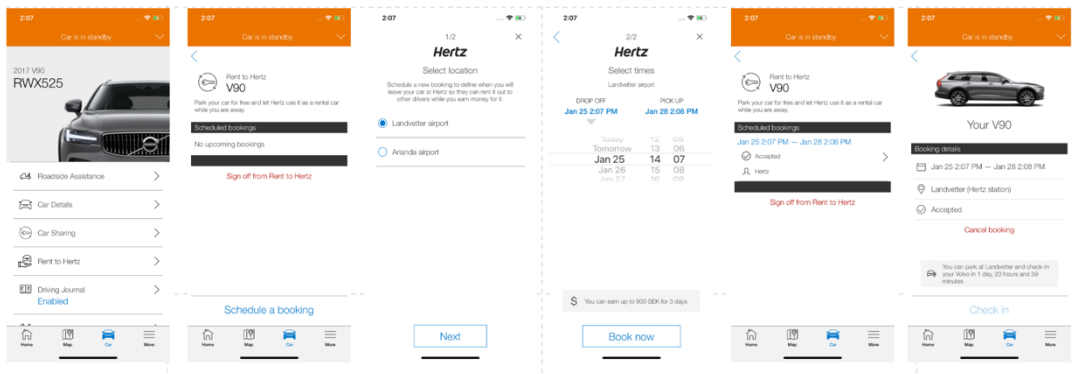 2:07
Car is in standby
2017 V90
RWX525
Roadside Assistance
Car Details
Car Sharing
Rent to Hertz
Driving Journal
Enabled
Home
Map
Car
More
2:07
Car is in standby
Rent to Hertz
V90
Park your car for free and let Hertz use it as a rental car
while you are away.
Scheduled bookings
No upcoming bookings
Sign off from Rent to Hertz
Schedule a booking
Home
Map
Car
More
2:07
1/2
Hertz
Select location
Schedule a new booking to define when you will
leave your car at Hertz so they can rent it out to
other drivers while you earn money for it.
Landvetter airport
Arlanda airport
Next
2:07
2/2
Hertz
Select times
Landvetter airport
DROP OFF PICK UP
Jan 25 2:07 PM Jan 28 2:08 PM
Today 12 05
Tomorrow 13 06
Jan 25 14 07
Jan 26 15 08
Jan 27 16 09
$ You can earn up to 900 SEK for 3 days
Book now
2:07
Car is in standby
Rent to Hertz
V90
Park your car for free and let Hertz use it as a rental car
while you are away.
Scheduled bookings
Jan 25 2:07 PM — Jan 28 2:08 PM
Accepted
Hertz
Sign off from Rent to Hertz
Home
Map
Car
More
2:07
Car is in standby
Your V90
Booking details
Jan 25 2:07 PM — Jan 28 2:08 PM
Landvetter (Hertz station)
Accepted
Cancel booking
You can park at Landvetter and check-in
your Volvo in 1 day, 23 hours and 59
minutes
Check in
Home
Map
Car
More